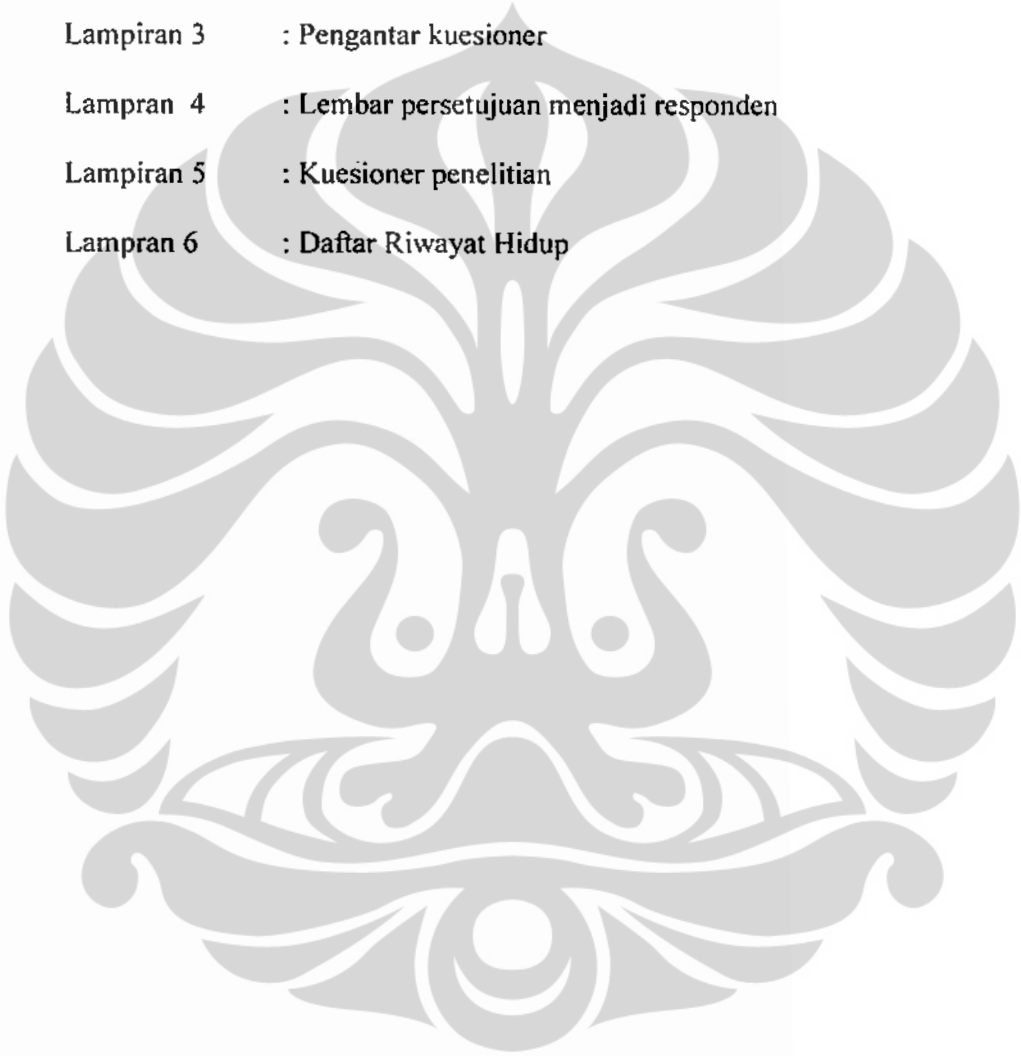 Lampiran 3 : Pengantar kuesioner
Lampran 4 : Lembar persetujuan menjadi responden
Lampiran 5 : Kuesioner penelitian
Lampran 6 : Daftar Riwayat Hidup